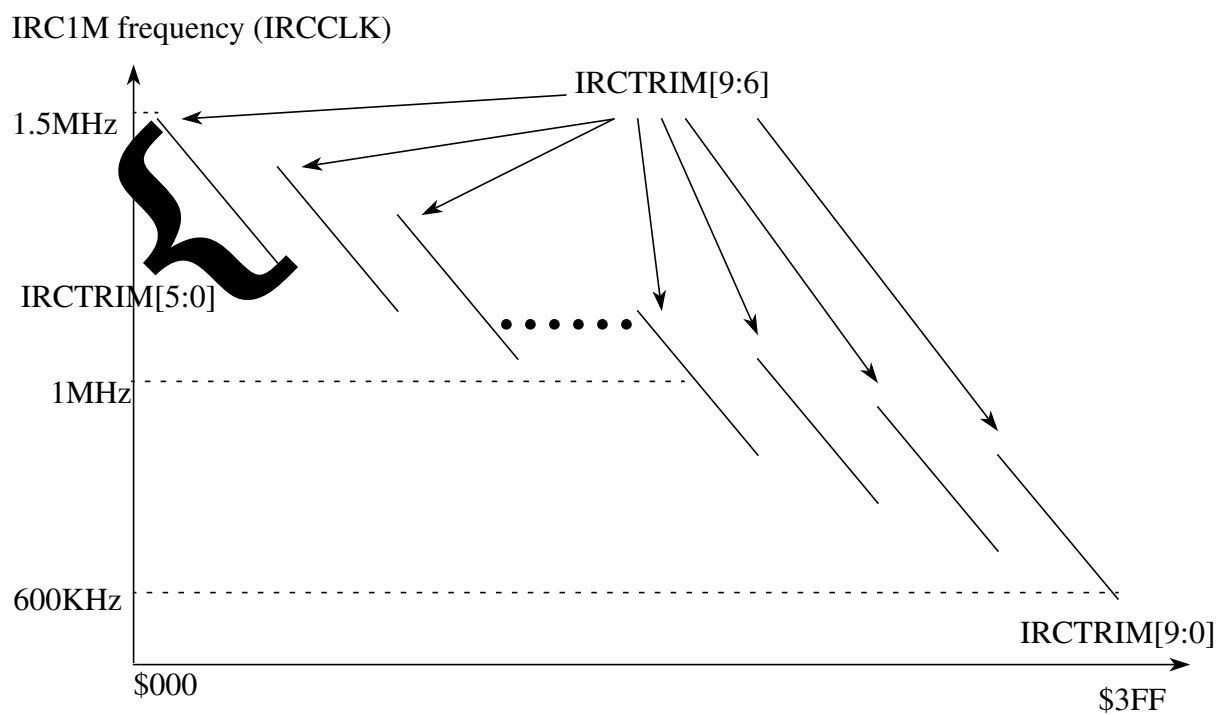 IRC1M frequency (IRCCLK)
IRCTRIM[9:6]
1.5MHz
IRCTRIM[5:0]
1MHz
600KHz
IRCTRIM[9:0]
$000
$3FF